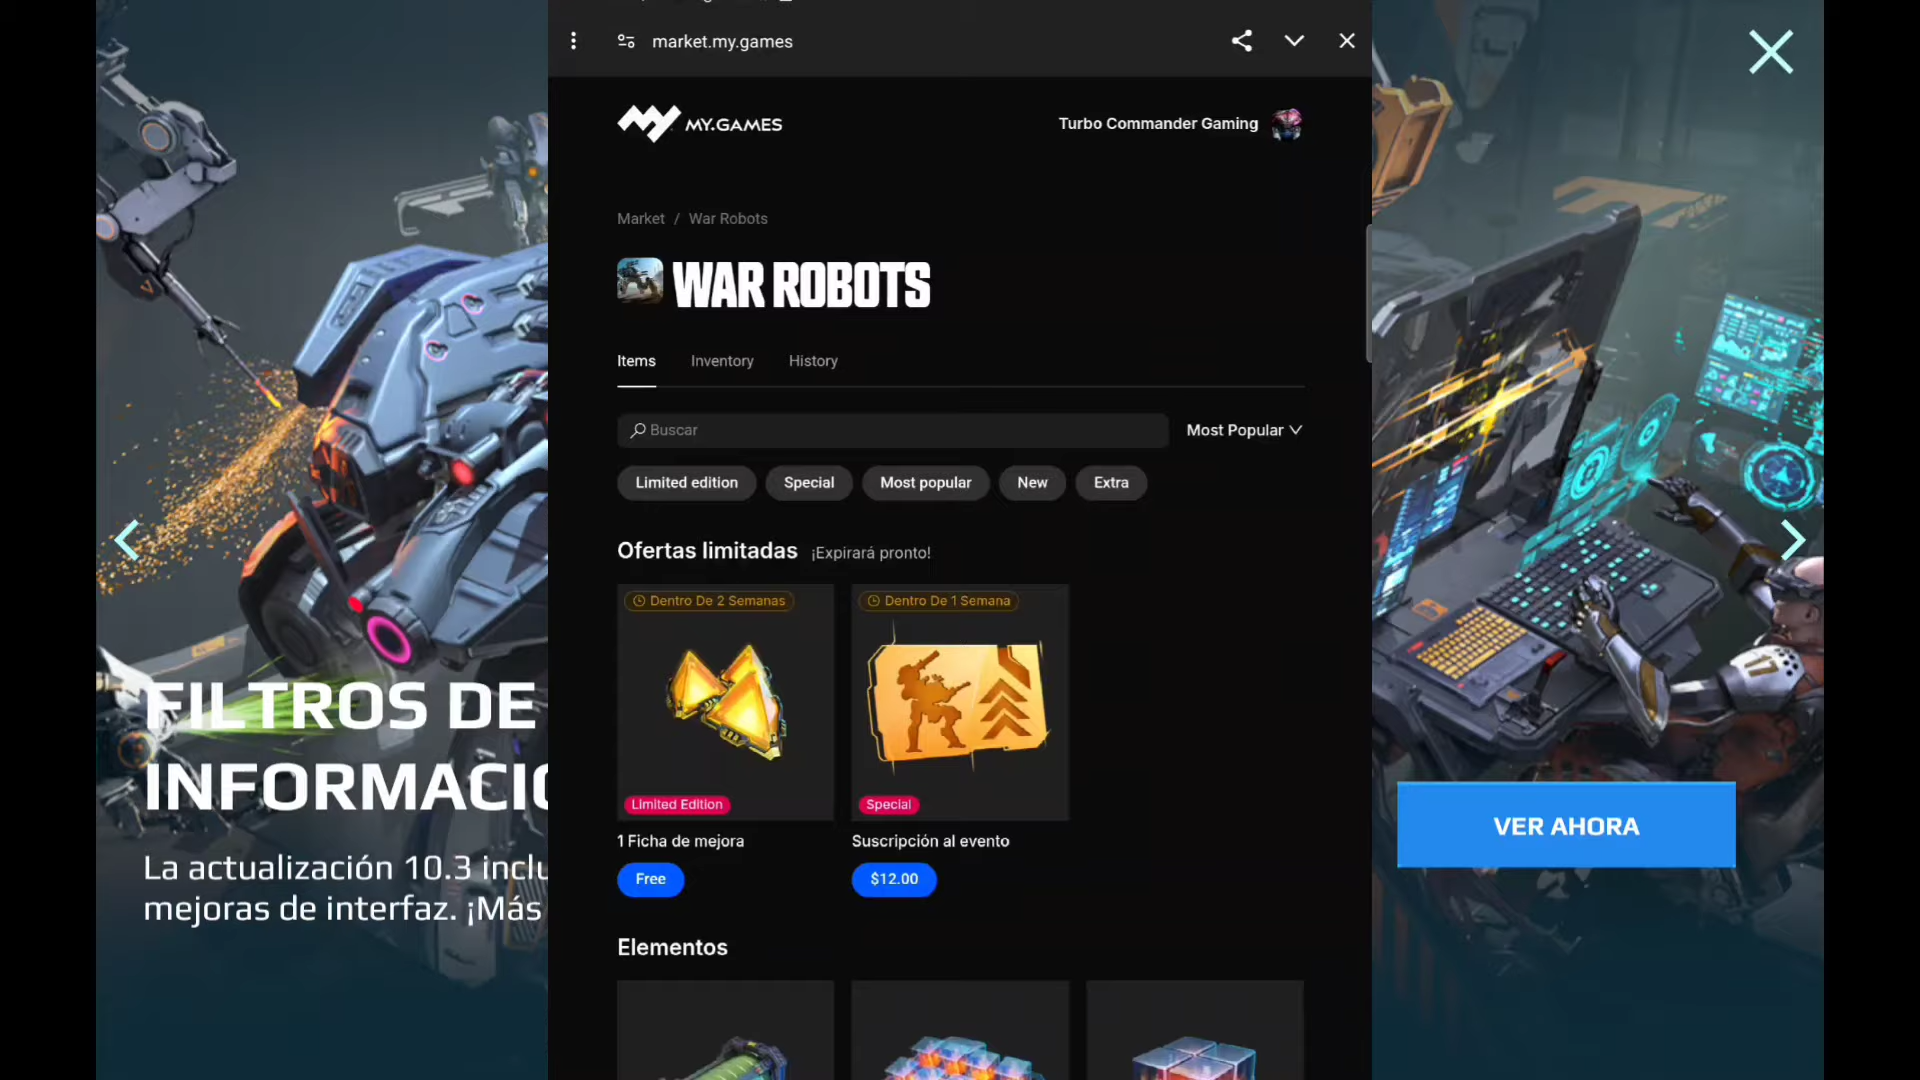 market.my.games
MY.GAMES
Turbo Commander Gaming
Market / War Robots
WAR ROBOTS
Items Inventory History
Buscar
Most Popular
Limited edition Special Most popular New Extra
Ofertas limitadas ¡Expirará pronto!
Dentro De 2 Semanas
Dentro De 1 Semana
Limited Edition
Special
1 Ficha de mejora
Suscripción al evento
Free
$12.00
Elementos
FILTROS DE
INFORMACI
La actualización 10.3 inclu
mejoras de interfaz. ¡Más
VER AHORA